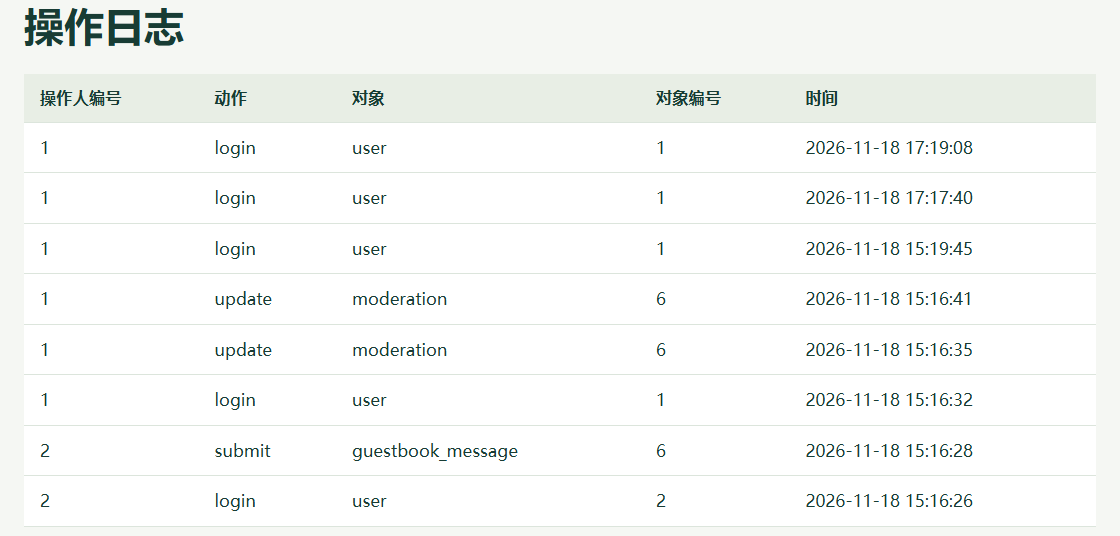 操作日志
操作人编号 动作 对象 对象编号 时间
1 login user 1 2026-11-18 17:19:08
1 login user 1 2026-11-18 17:17:40
1 login user 1 2026-11-18 15:19:45
1 update moderation 6 2026-11-18 15:16:41
1 update moderation 6 2026-11-18 15:16:35
1 login user 1 2026-11-18 15:16:32
2 submit guestbook_message 6 2026-11-18 15:16:28
2 login user 2 2026-11-18 15:16:26